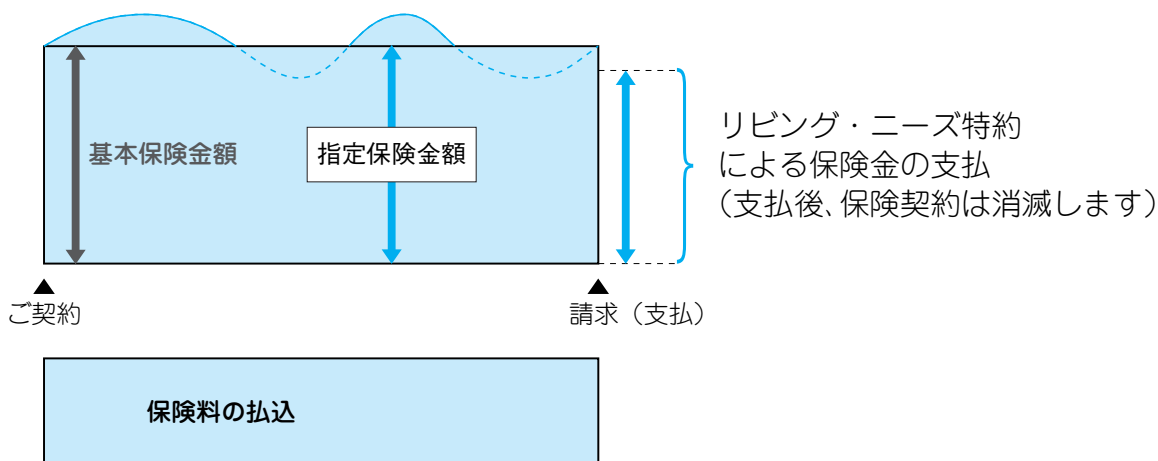 基本保険金額
指定保険金額
リビング・ニーズ特約
による保険金の支払
（支払後、保険契約は消滅します）
ご契約
請求（支払）
保険料の払込